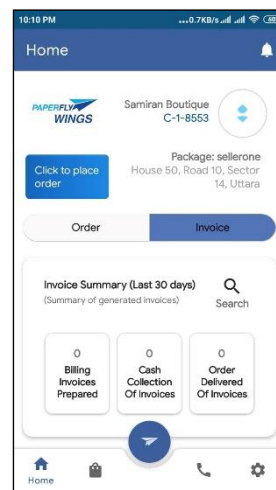 10:10 PM
...0.7KB/s
60
Home
PAPERFLY
WINGS
Samiran Boutique
C-1-8553
Click to place
order
Package: sellerone
House 50, Road 10, Sector
14, Uttara
Order
Invoice
Invoice Summary (Last 30 days)
(Summary of generated invoices)
Search
0
Billing
Invoices
Prepared
0
Cash
Collection
Of Invoices
0
Order
Delivered
Of Invoices
Home